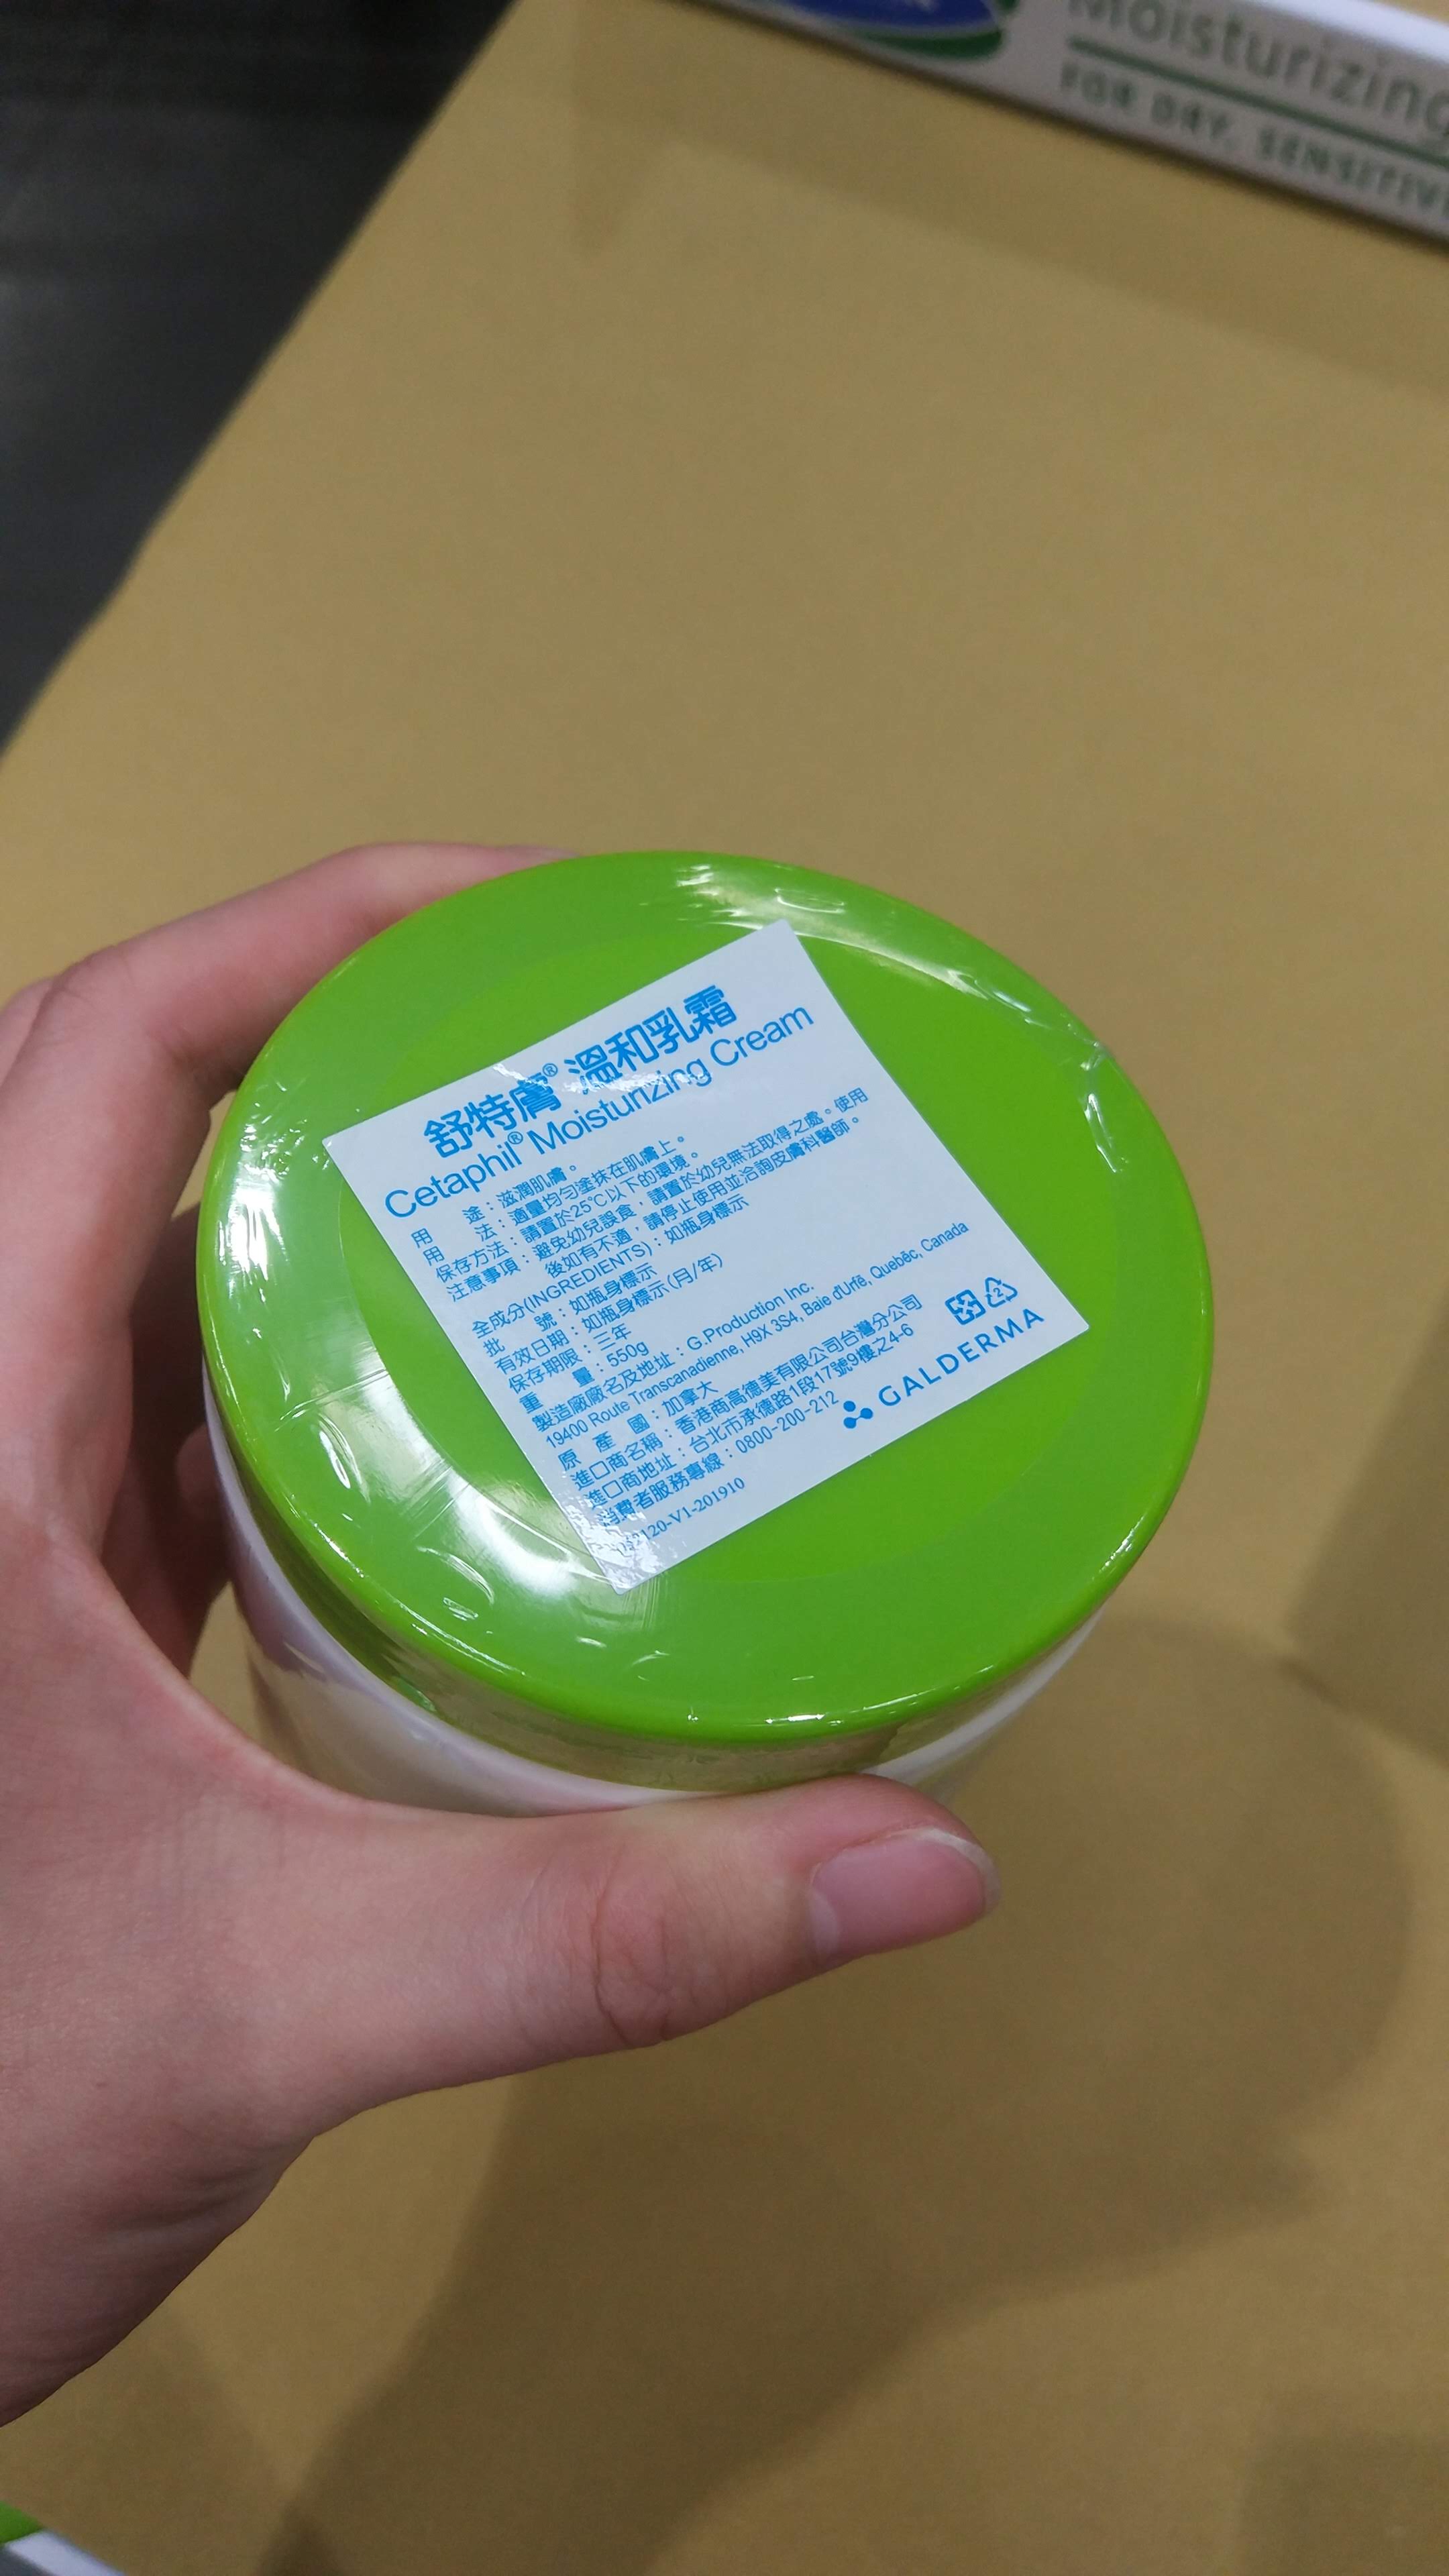 Moisturizing
FOR DRY, SENSITIV
舒特膚® 溫和乳霜
Cetaphil® Moisturizing Cream
用 途：滋潤肌膚。
用 法：適量均勻塗抹在肌膚上。
保存方法：請置於25°C以下的環境。
注意事項：避免幼兒誤食，請置於幼兒無法取得之處。使用
後如有不適，請停止使用並洽詢皮膚科醫師。
全成分(INGREDIENTS)：如瓶身標示
批 號：如瓶身標示
有效日期：如瓶身標示(月/年)
保存期限：三年
重 量：550g
製造廠廠名及地址：G.Production Inc.
19400 Route Transcanadienne, H9X 3S4, Baie d'Urfé, Quebéc, Canada
原 產 國：加拿大
進口商名稱：香港商高德美有限公司台灣分公司
進口商地址：台北市承德路1段17號9樓之4-6
消費者服務專線：0800-200-212
120-V1-201910
2
GALDERMA